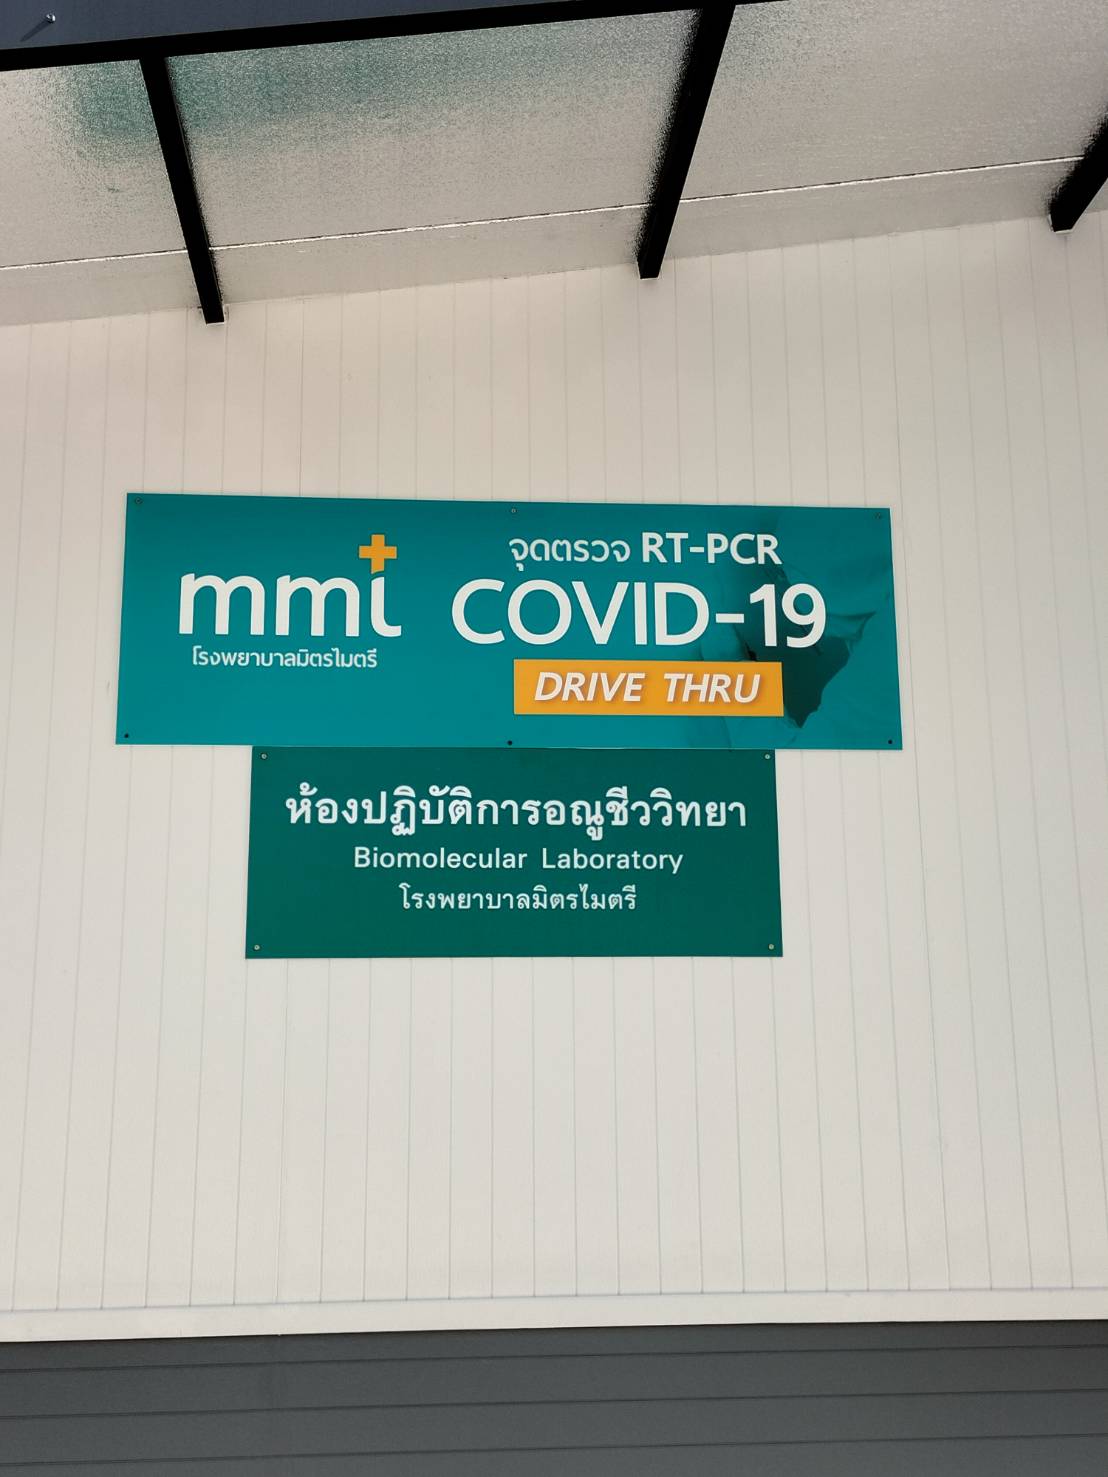 mmi
โรงพยาบาลมิตรไมตรี
จุดตรวจ RT-PCR
COVID-19
DRIVE THRU
ห้องปฏิบัติการอณูชีววิทยา
Biomolecular Laboratory
โรงพยาบาลมิตรไมตรี